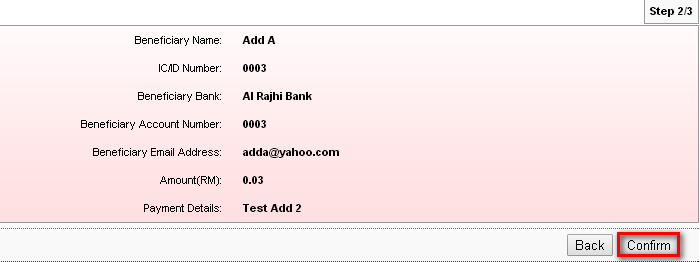 Step 2/3
Beneficiary Name: Add A
IC/ID Number: 0003
Beneficiary Bank: Al Rajhi Bank
Beneficiary Account Number: 0003
Beneficiary Email Address: adda@yahoo.com
Amount(RM): 0.03
Payment Details: Test Add 2
Back Confirm